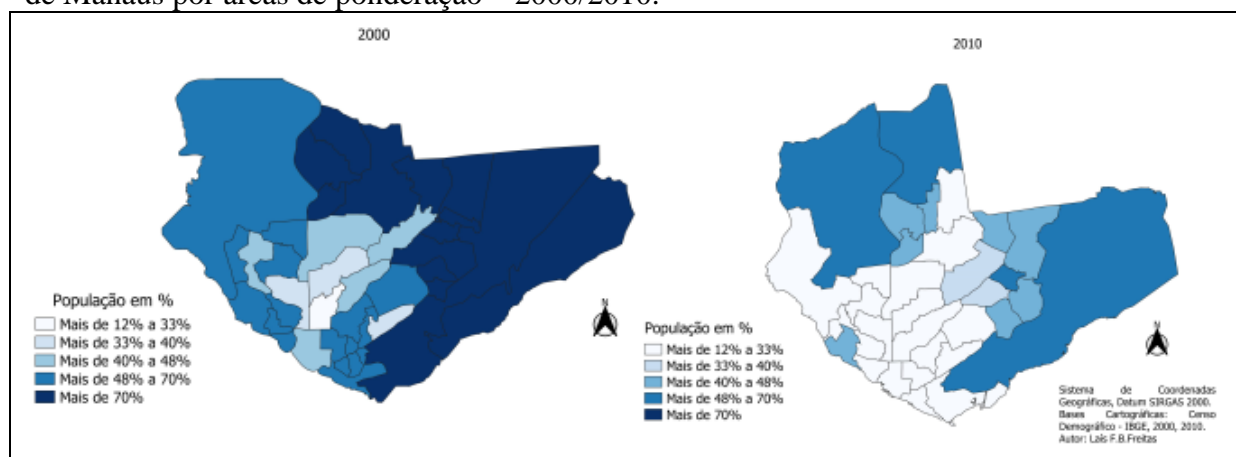 de Manaus por áreas de ponderação – 2000/2010.
2000
População em %
Mais de 12% a 33%
Mais de 33% a 40%
Mais de 40% a 48%
Mais de 48% a 70%
Mais de 70%
N
2010
População em %
Mais de 12% a 33%
Mais de 33% a 40%
Mais de 40% a 48%
Mais de 48% a 70%
Mais de 70%
N
Sistema de Coordenadas
Geográficas, Datum SIRGAS 2000.
Bases Cartográficas: Censo
Demográfico - IBGE, 2000, 2010.
Autor: Laís F.B.Freitas